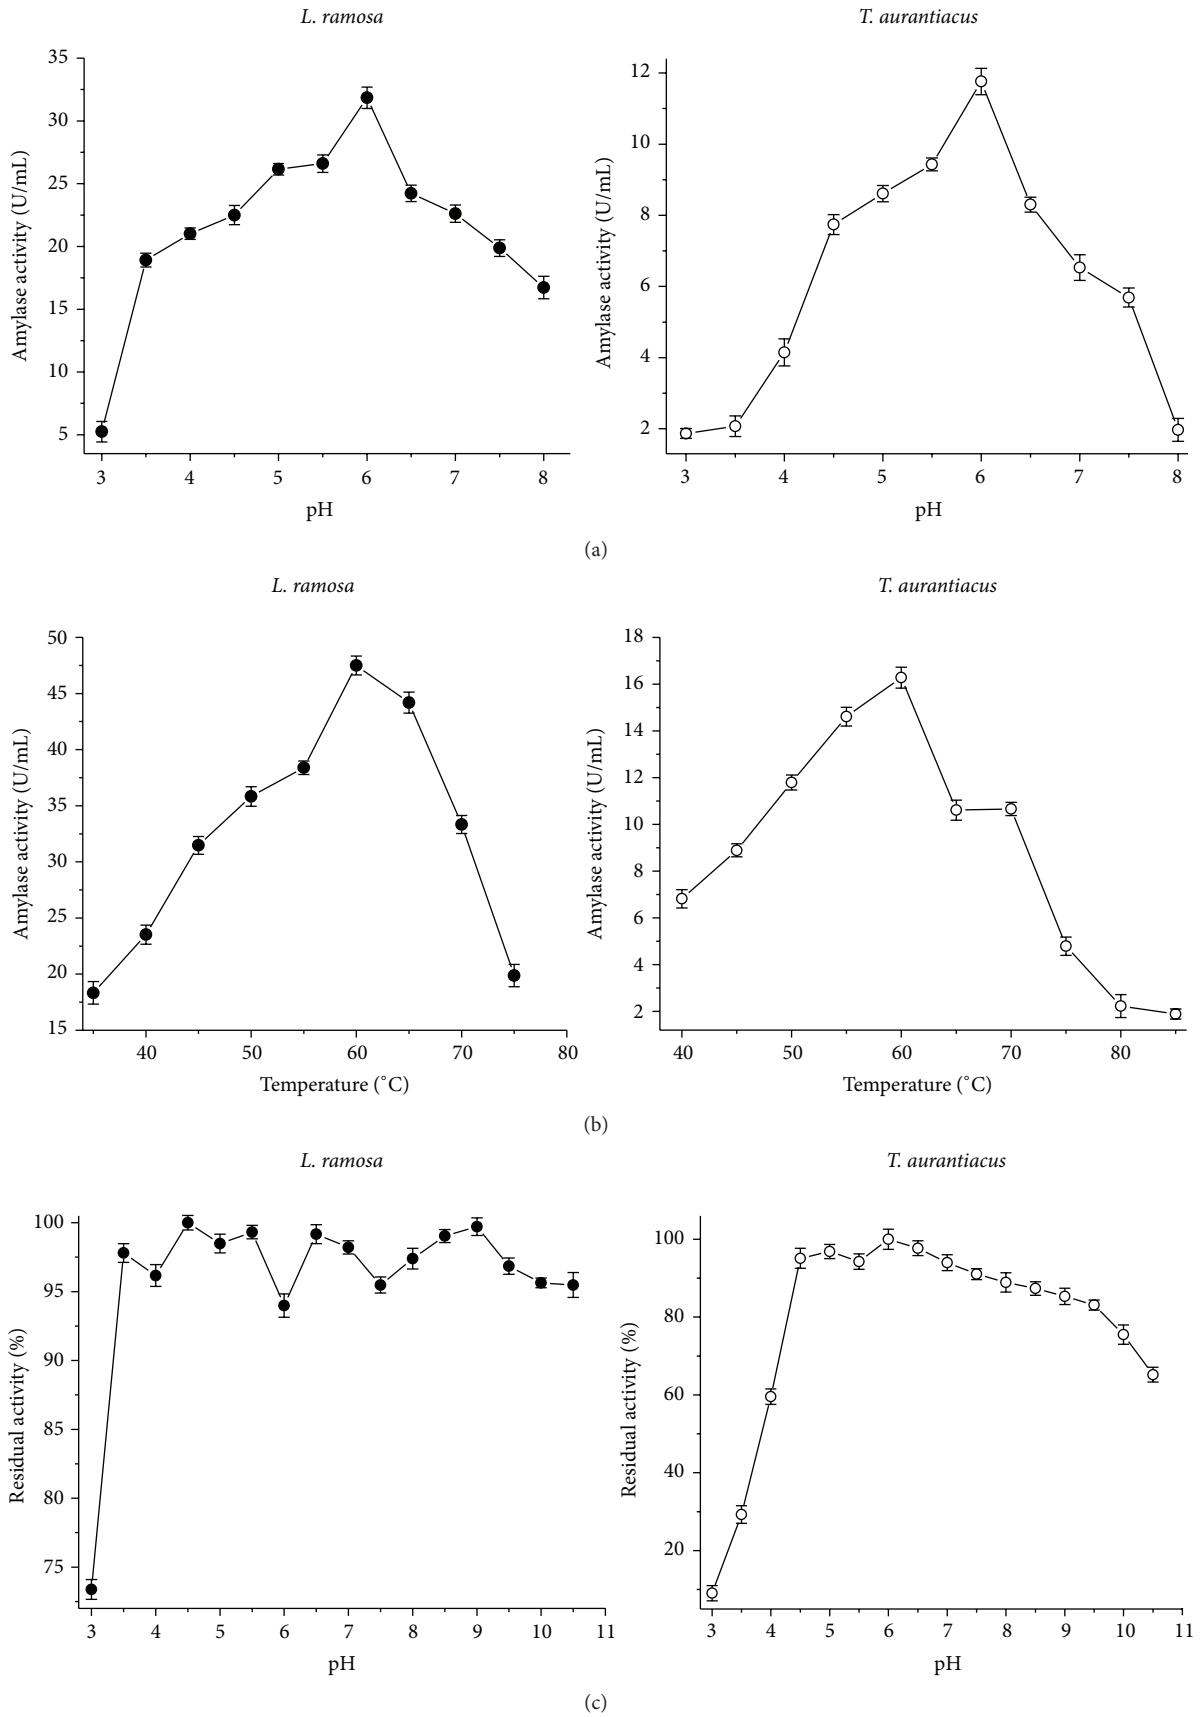 L. ramosa
T. aurantiacus
35
30
25
20
15
10
5
Amylase activity (U/mL)
3 4 5 6 7 8
pH
12
10
8
6
4
2
Amylase activity (U/mL)
3 4 5 6 7 8
pH
(a)
L. ramosa
T. aurantiacus
50
45
40
35
30
25
20
15
Amylase activity (U/mL)
40 50 60 70 80
Temperature (°C)
18
16
14
12
10
8
6
4
2
Amylase activity (U/mL)
40 50 60 70 80
Temperature (°C)
(b)
L. ramosa
T. aurantiacus
100
95
90
85
80
75
Residual activity (%)
3 4 5 6 7 8 9 10 11
pH
100
80
60
40
20
Residual activity (%)
3 4 5 6 7 8 9 10 11
pH
(c)